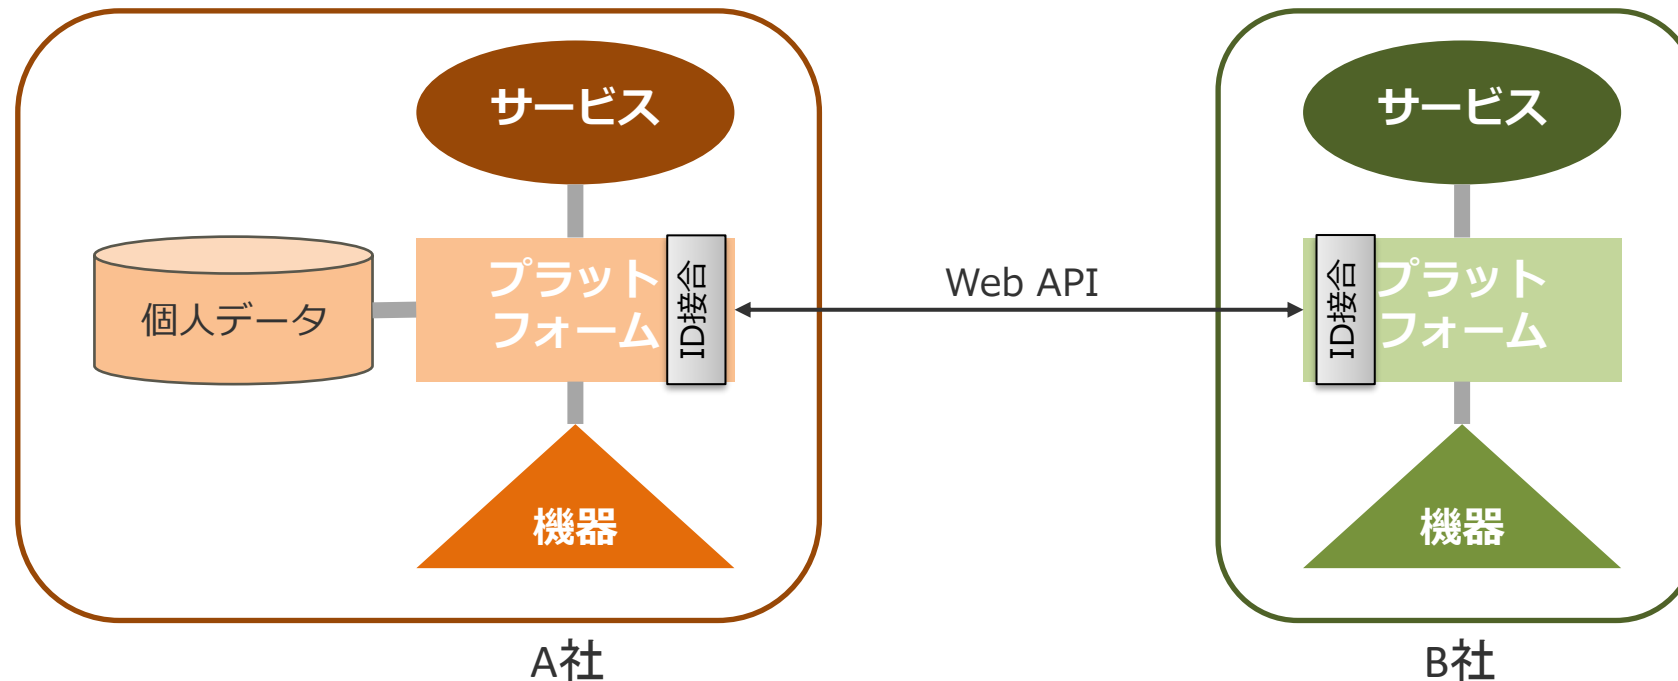 サービス
個人データ
プラット
フォーム
ID接合
機器
A社
Web API
サービス
ID接合
プラット
フォーム
機器
B社